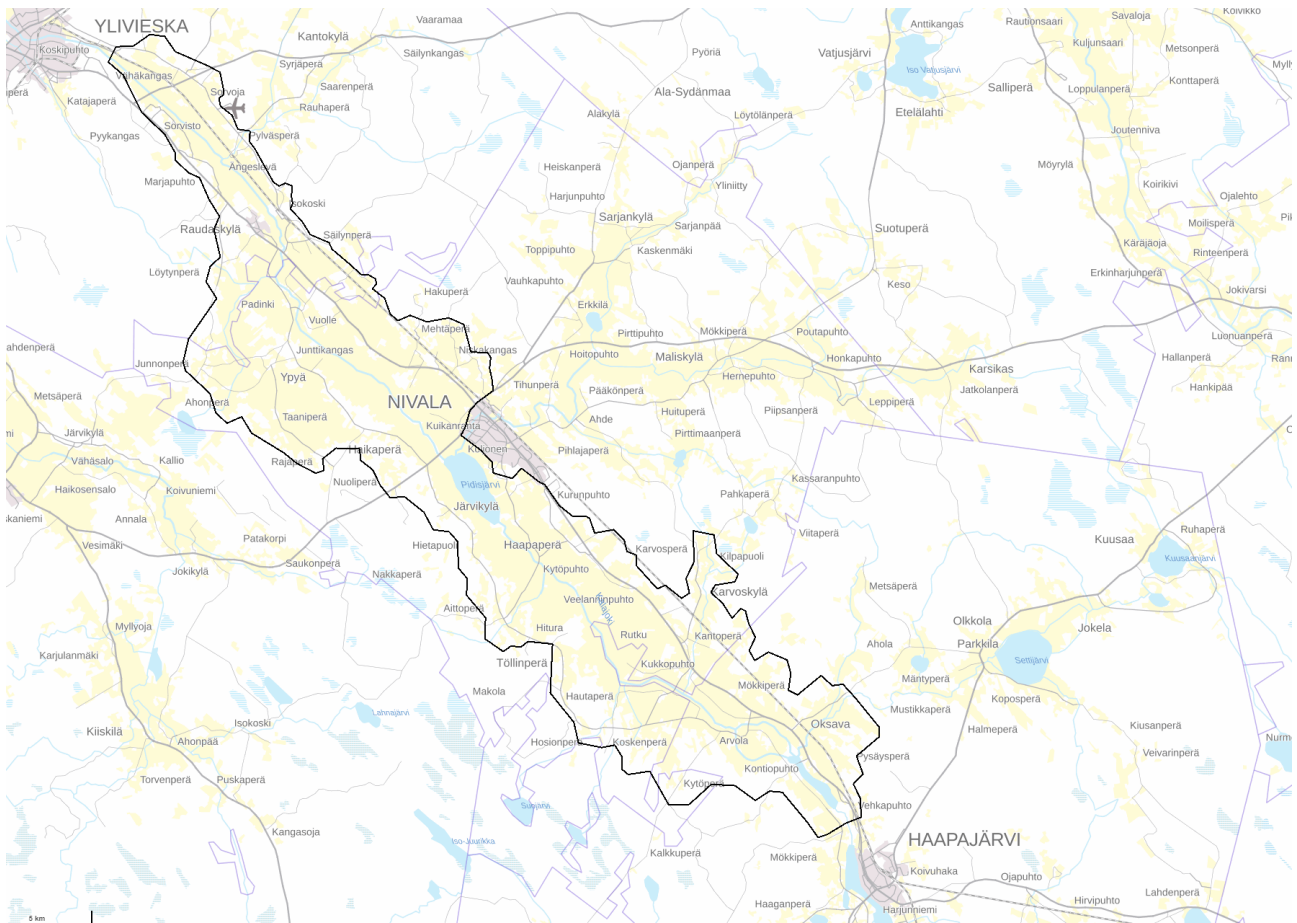 YLIVIESKA
Vaaramaa
Anttikangas
Rautionsaari
Savaloja
Koivikko
Kantokylä
Kuljunsaari
Koskipuhto
Säilynkangas
Pyöriä
Vatjusjärvi
Metsonperä
Syrjäperä
Iso Vatjusjärvi
Vähäkangas
Konttaperä
Saarenperä
Salliperä
Loppulanperä
Sorvoja
Ala-Sydänmaa
Katajaperä
Rauhaperä
Alakylä
Löytölänperä
Etelälahti
Sorvisto
Joutenniva
Pyykangas
Pylväsperä
Ojanperä
Möyrylä
Ängeslevä
Heiskanperä
Marjapuhto
Yliniitty
Koirikivi
Harjunpuhto
Ojalehto
Isokoski
Sarjankylä
Moilisperä
Raudaskylä
Sarjanpää
Suotuperä
Säilynperä
Karäjäoja
Toppipuhto
Kaskenmäki
Rinteenperä
Löytynperä
Erkinharjunperä
Vauhkapuhto
Keso
Jokivarsi
Hakuperä
Padinki
Erkkilä
Vuolle
Mehtäperä
Pirttipuhto
Mökkiperä
Poutapuhto
Luonuanperä
Junttikangas
Niskakangas
Hoitopuhto
Maliskylä
Honkapuhto
Hallanperä
Junnonperä
Karsikas
Ypyä
Hernepuhto
Tihunperä
Pääkönperä
Jatkolanperä
Hankipää
Metsäperä
Ahonperä
NIVALA
Leppiperä
Taaniperä
Huituperä
Piipsanperä
Ahde
Kuikanranta
Järvikylä
Pirttimaanperä
Haikaperä
Kulonen
Pihlajaperä
Vähäsalo
Kallio
Rajaperä
Haikosensalo
Koivuniemi
Nuoliperä
Pidisjärvi
Kassaranpuhto
Kurunpuhto
Pahkaperä
Annala
Järvikylä
Vesimäki
Patakorpi
Hietapuoli
Haapaperä
Karvosperä
Viitaperä
Ruhaperä
Kuusaa
Kilpapuoli
Saukonperä
Kuusaanjärvi
Jokikylä
Nakkaperä
Kytöpuhto
Metsäperä
Karvoskylä
Veelanninpuhto
Aittoperä
Kalajoki
Olkkola
Myllyoja
Hitura
Rutku
Kantoperä
Jokela
Ahola
Parkkila
Karjulanmäki
Töllinperä
Kukkopuhto
Settijärvi
Mäntyperä
Makola
Hautaperä
Mökkiperä
Koposperä
Mustikkaperä
Lahnajärvi
Isokoski
Oksava
Kiusanperä
Kiiskilä
Halmeperä
Ahonpää
Hosionperä
Koskenperä
Arvola
Veivarinperä
Pysäysperä
Kontiopuhto
Torvenperä
Puskaperä
Kytöperä
Vehkapuhto
Kangasoja
HAAPAJÄRVI
Kalkkuperä
Mökkiperä
Koivuhaka
Ojapuhto
Lahdenperä
Hirvipuhto
Haaganperä
Harjunniemi
5 km